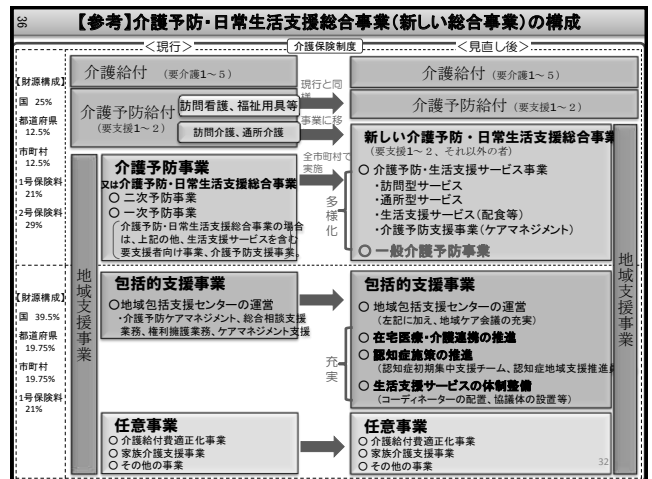 36
【参考】介護予防・日常生活支援総合事業(新しい総合事業)の構成
<現行>
介護保険制度
<見直し後>
【財源構成】
国 25%
都道府県
12.5%
市町村
12.5%
1号保険料
21%
2号保険料
29%
介護給付 (要介護1~5)
介護予防給付
(要支援1~2)
訪問看護、福祉用具等
訪問介護、通所介護
現行と同
様
事業に移
全市町村で
実施
多様化
介護給付 (要介護1~5)
介護予防給付 (要支援1~2)
地域支援事業
介護予防事業
又は介護予防・日常生活支援総合事業
○ 二次予防事業
○ 一次予防事業
介護予防・日常生活支援総合事業の場合
は、上記の他、生活支援サービスを含む
要支援者向け事業、介護予防支援事業。
新しい介護予防・日常生活支援総合事業
(要支援1~2、それ以外の者)
○ 介護予防・生活支援サービス事業
・訪問型サービス
・通所型サービス
・生活支援サービス(配食等)
・介護予防支援事業(ケアマネジメント)
○ 一般介護予防事業
地域支援事業
【財源構成】
国 39.5%
都道府県
19.75%
市町村
19.75%
1号保険料
21%
包括的支援事業
○地域包括支援センターの運営
・介護予防ケアマネジメント、総合相談支援
業務、権利擁護業務、ケアマネジメント支援
充実
包括的支援事業
○ 地域包括支援センターの運営
(左記に加え、地域ケア会議の充実)
○ 在宅医療・介護連携の推進
○ 認知症施策の推進
(認知症初期集中支援チーム、認知症地域支援推進員
○ 生活支援サービスの体制整備
(コーディネーターの配置、協議体の設置等)
任意事業
○ 介護給付費適正化事業
○ 家族介護支援事業
○ その他の事業
任意事業
○ 介護給付費適正化事業
○ 家族介護支援事業
○ その他の事業
32